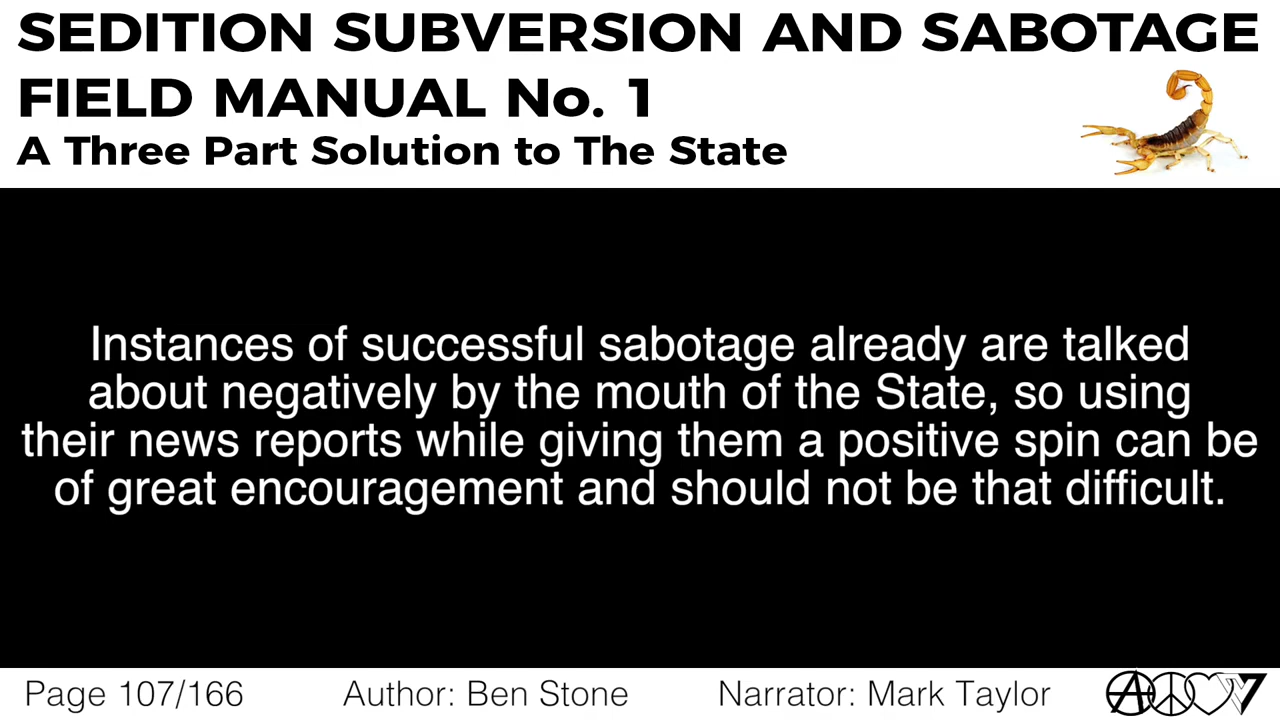 SEDITION SUBVERSION AND SABOTAGE
FIELD MANUAL No. 1
A Three Part Solution to The State
Instances of successful sabotage already are talked
about negatively by the mouth of the State, so using
their news reports while giving them a positive spin can be
of great encouragement and should not be that difficult.
Page 107/166 Author: Ben Stone Narrator: Mark Taylor